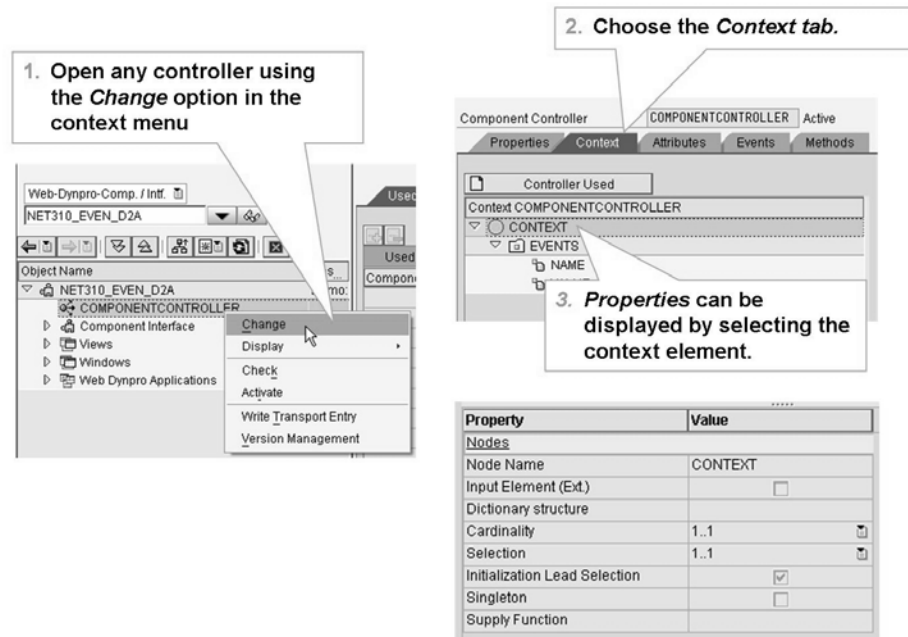 1. Open any controller using
the Change option in the
context menu
2. Choose the Context tab.
Web-Dynpro-Comp. / Intf.
NET310_EVEN_D2A
Object Name
NET310_EVEN_D2A
COMPONENTCONTROLLER
Component Interface
Views
Windows
Web Dynpro Applications
Used
Used
Change
Display
Check
Activate
Write Transport Entry
Version Management
Component Controller COMPONENTCONTROLLER Active
Properties Context Attributes Events Methods
Controller Used
Context COMPONENTCONTROLLER
CONTEXT
EVENTS
NAME
3. Properties can be
displayed by selecting the
context element.
Property Value
Nodes
Node Name CONTEXT
Input Element (Ext.)
Dictionary structure
Cardinality 1..1
Selection 1..1
Initialization Lead Selection
Singleton
Supply Function